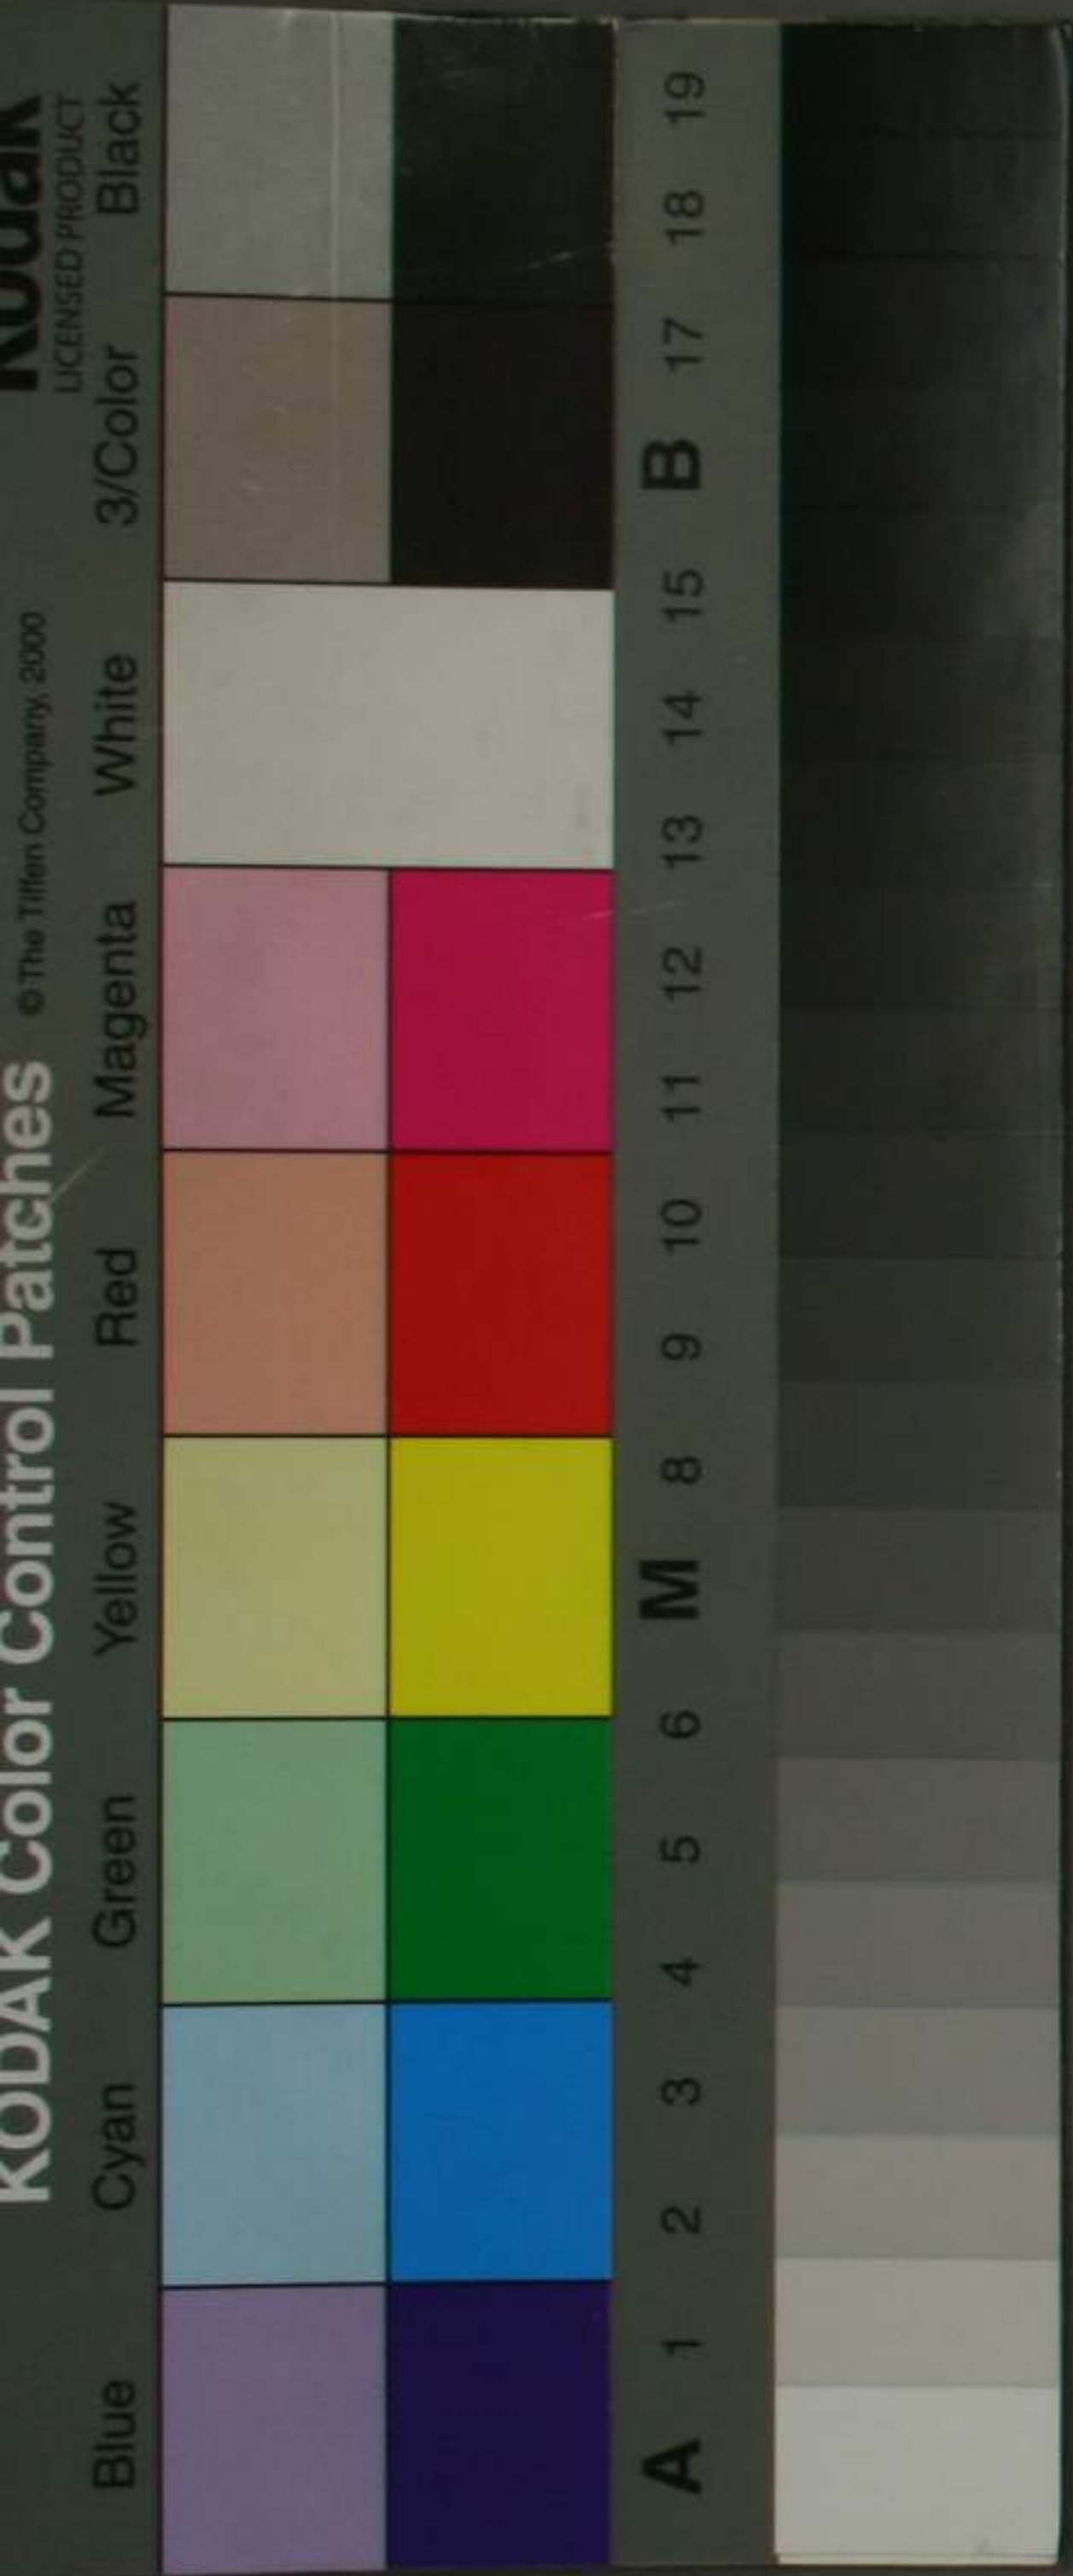 KODAK Color Control Patches © The Tiffen Company, 2000 Kodak
LICENSED PRODUCT
Blue Cyan Green Yellow Red Magenta White 3/Color Black
A 1 2 3 4 5 6 M 8 9 10 11 12 13 14 15 B 17 18 19